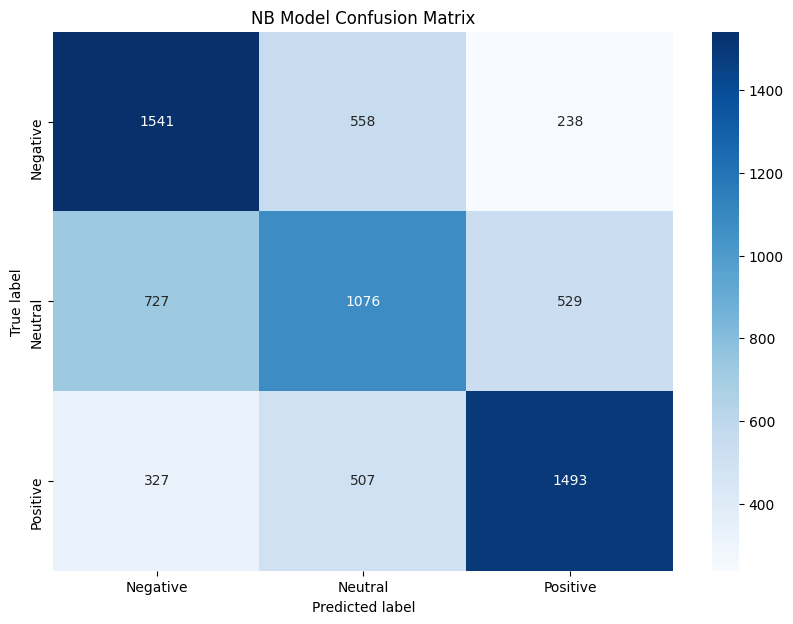 NB Model Confusion Matrix
Negative
1541
558
238
1400
1200
True label
Neutral
727
1076
529
1000
800
600
Positive
327
507
1493
400
Negative
Neutral
Positive
Predicted label